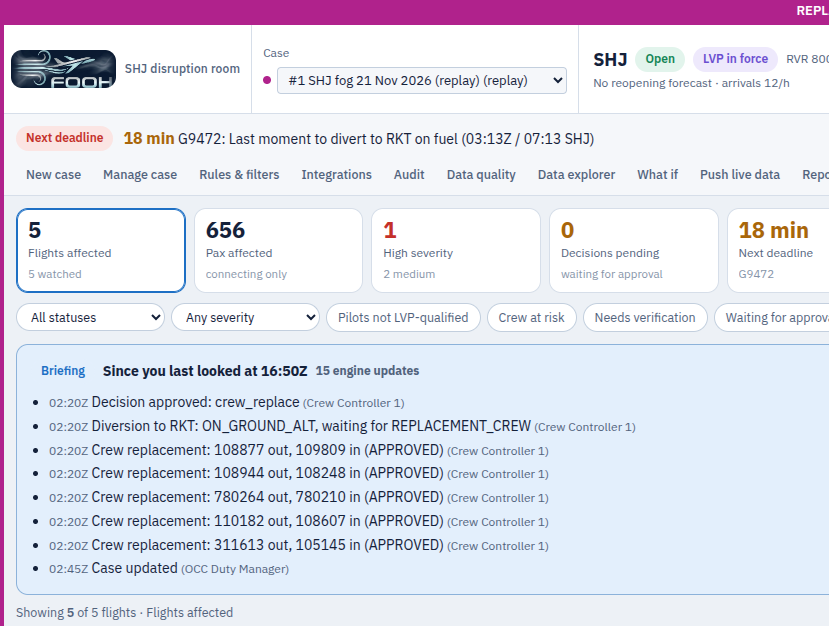 REPL
FOOH
SHJ disruption room
Case
#1 SHJ fog 21 Nov 2026 (replay) (replay)
SHJ Open LVP in force RVR 800
No reopening forecast · arrivals 12/h
Next deadline 18 min G9472: Last moment to divert to RKT on fuel (03:13Z / 07:13 SHJ)
New case Manage case Rules & filters Integrations Audit Data quality Data explorer What if Push live data Repo
5
Flights affected
5 watched
656
Pax affected
connecting only
1
High severity
2 medium
0
Decisions pending
waiting for approval
18 min
Next deadline
G9472
All statuses Any severity Pilots not LVP-qualified Crew at risk Needs verification Waiting for approva
Briefing Since you last looked at 16:50Z 15 engine updates
02:20Z Decision approved: crew_replace (Crew Controller 1)
02:20Z Diversion to RKT: ON_GROUND_ALT, waiting for REPLACEMENT_CREW (Crew Controller 1)
02:20Z Crew replacement: 108877 out, 109809 in (APPROVED) (Crew Controller 1)
02:20Z Crew replacement: 108944 out, 108248 in (APPROVED) (Crew Controller 1)
02:20Z Crew replacement: 780264 out, 780210 in (APPROVED) (Crew Controller 1)
02:20Z Crew replacement: 110182 out, 108607 in (APPROVED) (Crew Controller 1)
02:20Z Crew replacement: 311613 out, 105145 in (APPROVED) (Crew Controller 1)
02:45Z Case updated (OCC Duty Manager)
Showing 5 of 5 flights · Flights affected